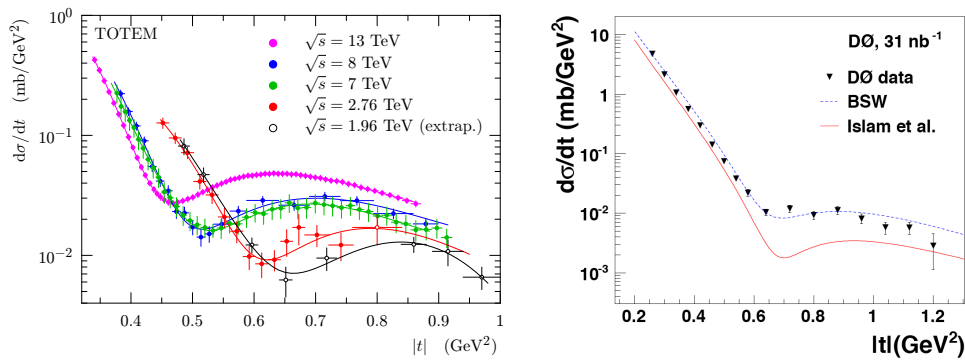 TOTEM
√s = 13 TeV
√s = 8 TeV
√s = 7 TeV
√s = 2.76 TeV
√s = 1.96 TeV (extrap.)
dσ/dt (mb/GeV²)
10⁰
10⁻¹
10⁻²
0.4 0.5 0.6 0.7 0.8 0.9 1
|t| (GeV²)
DØ, 31 nb⁻¹
DØ data
BSW
Islam et al.
dσ/dt (mb/GeV²)
10
1
10⁻¹
10⁻²
10⁻³
0.2 0.4 0.6 0.8 1.0 1.2
|t|(GeV²)